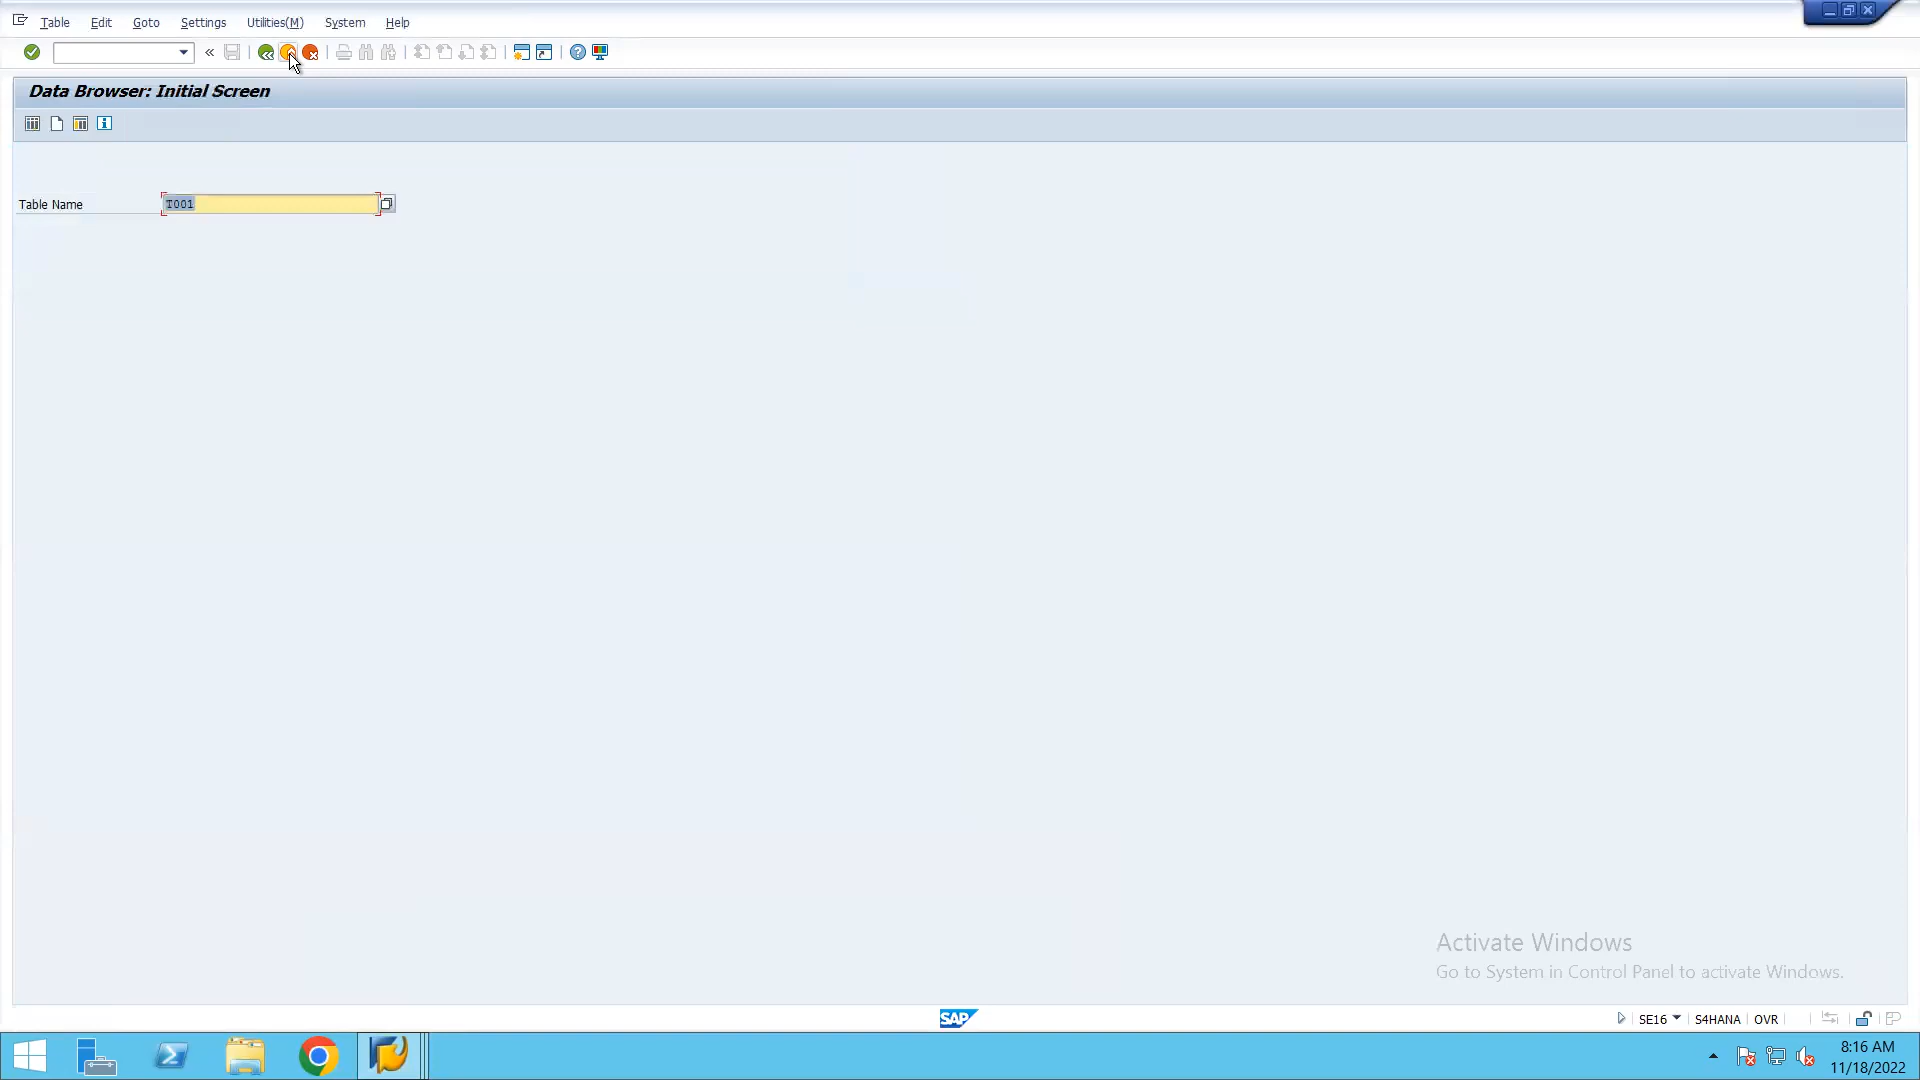 Table Edit Goto Settings Utilities(M) System Help
Data Browser: Initial Screen
Table Name T001
Activate Windows
Go to System in Control Panel to activate Windows.
SAP
SE16 S4HANA OVR
8:16 AM
11/18/2022